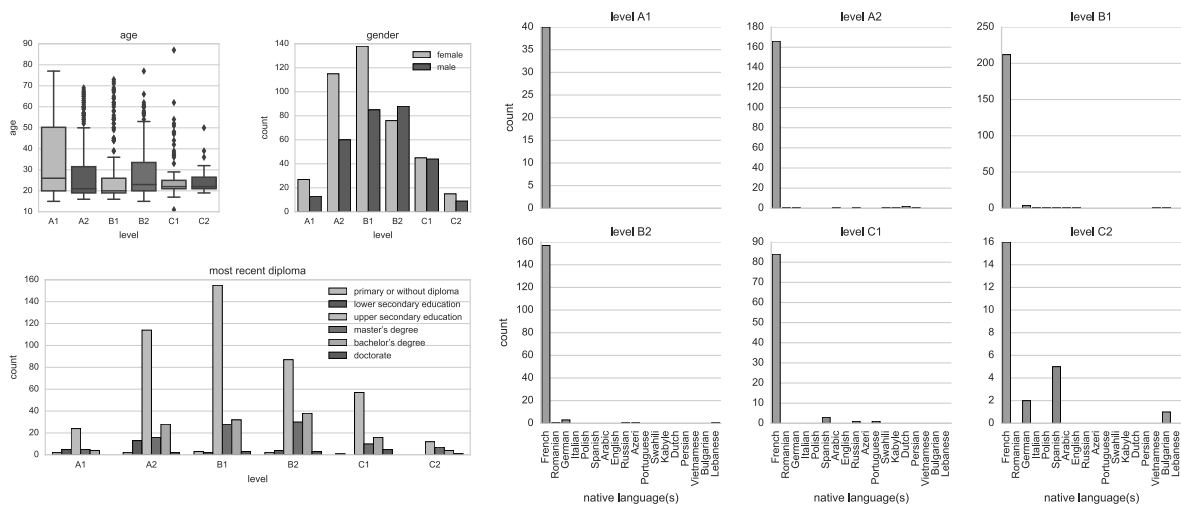 age
90
80
70
60
50
40
30
20
10
age
A1 A2 B1 B2 C1 C2
level
gender
140
120
100
80
60
40
20
0
count
female
male
A1 A2 B1 B2 C1 C2
level
most recent diploma
160
140
120
100
80
60
40
20
0
count
primary or without diploma
lower secondary education
upper secondary education
master's degree
bachelor's degree
doctorate
A1 A2 B1 B2 C1 C2
level
level A1
40
35
30
25
20
15
10
5
0
count
level A2
180
160
140
120
100
80
60
40
20
0
level B1
250
200
150
100
50
0
level B2
160
140
120
100
80
60
40
20
0
count
French
Romanian
German
Italian
Polish
Spanish
Arabic
English
Russian
Azeri
Portuguese
Swahili
Kabyle
Dutch
Persian
Vietnamese
Bulgarian
Lebanese
native language(s)
level C1
90
80
70
60
50
40
30
20
10
0
French
Romanian
German
Italian
Polish
Spanish
Arabic
English
Russian
Azeri
Portuguese
Swahili
Kabyle
Dutch
Persian
Vietnamese
Bulgarian
Lebanese
native language(s)
level C2
16
14
12
10
8
6
4
2
0
French
Romanian
German
Italian
Polish
Spanish
Arabic
English
Russian
Azeri
Portuguese
Swahili
Kabyle
Dutch
Persian
Vietnamese
Bulgarian
Lebanese
native language(s)